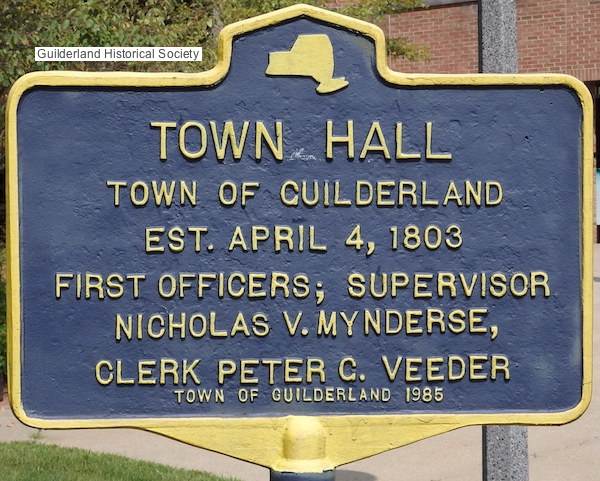 Guilderland Historical Society
TOWN HALL
TOWN OF GUILDERLAND
EST. APRIL 4, 1803
FIRST OFFICERS; SUPERVISOR
NICHOLAS V. MYNDERSE,
CLERK PETER G. VEEDER
TOWN OF GUILDERLAND 1985